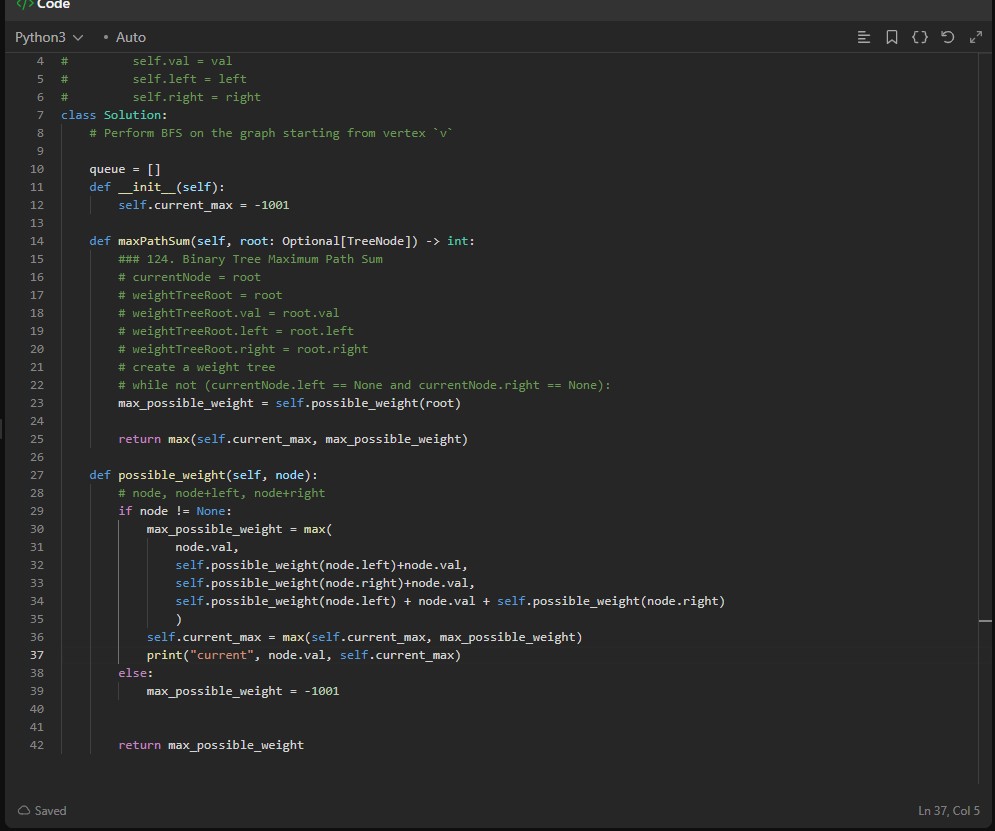 </> Code
Python3 • Auto
4 #         self.val = val
5 #         self.left = left
6 #         self.right = right
7 class Solution:
8     # Perform BFS on the graph starting from vertex `v`
9
10     queue = []
11     def __init__(self):
12         self.current_max = -1001
13
14     def maxPathSum(self, root: Optional[TreeNode]) -> int:
15         ### 124. Binary Tree Maximum Path Sum
16         # currentNode = root
17         # weightTreeRoot = root
18         # weightTreeRoot.val = root.val
19         # weightTreeRoot.left = root.left
20         # weightTreeRoot.right = root.right
21         # create a weight tree
22         # while not (currentNode.left == None and currentNode.right == None):
23         max_possible_weight = self.possible_weight(root)
24
25         return max(self.current_max, max_possible_weight)
26
27     def possible_weight(self, node):
28         # node, node+left, node+right
29         if node != None:
30             max_possible_weight = max(
31                 node.val,
32                 self.possible_weight(node.left)+node.val,
33                 self.possible_weight(node.right)+node.val,
34                 self.possible_weight(node.left) + node.val + self.possible_weight(node.right)
35                 )
36             self.current_max = max(self.current_max, max_possible_weight)
37             print("current", node.val, self.current_max)
38         else:
39             max_possible_weight = -1001
40
41
42         return max_possible_weight
Saved
Ln 37, Col 5